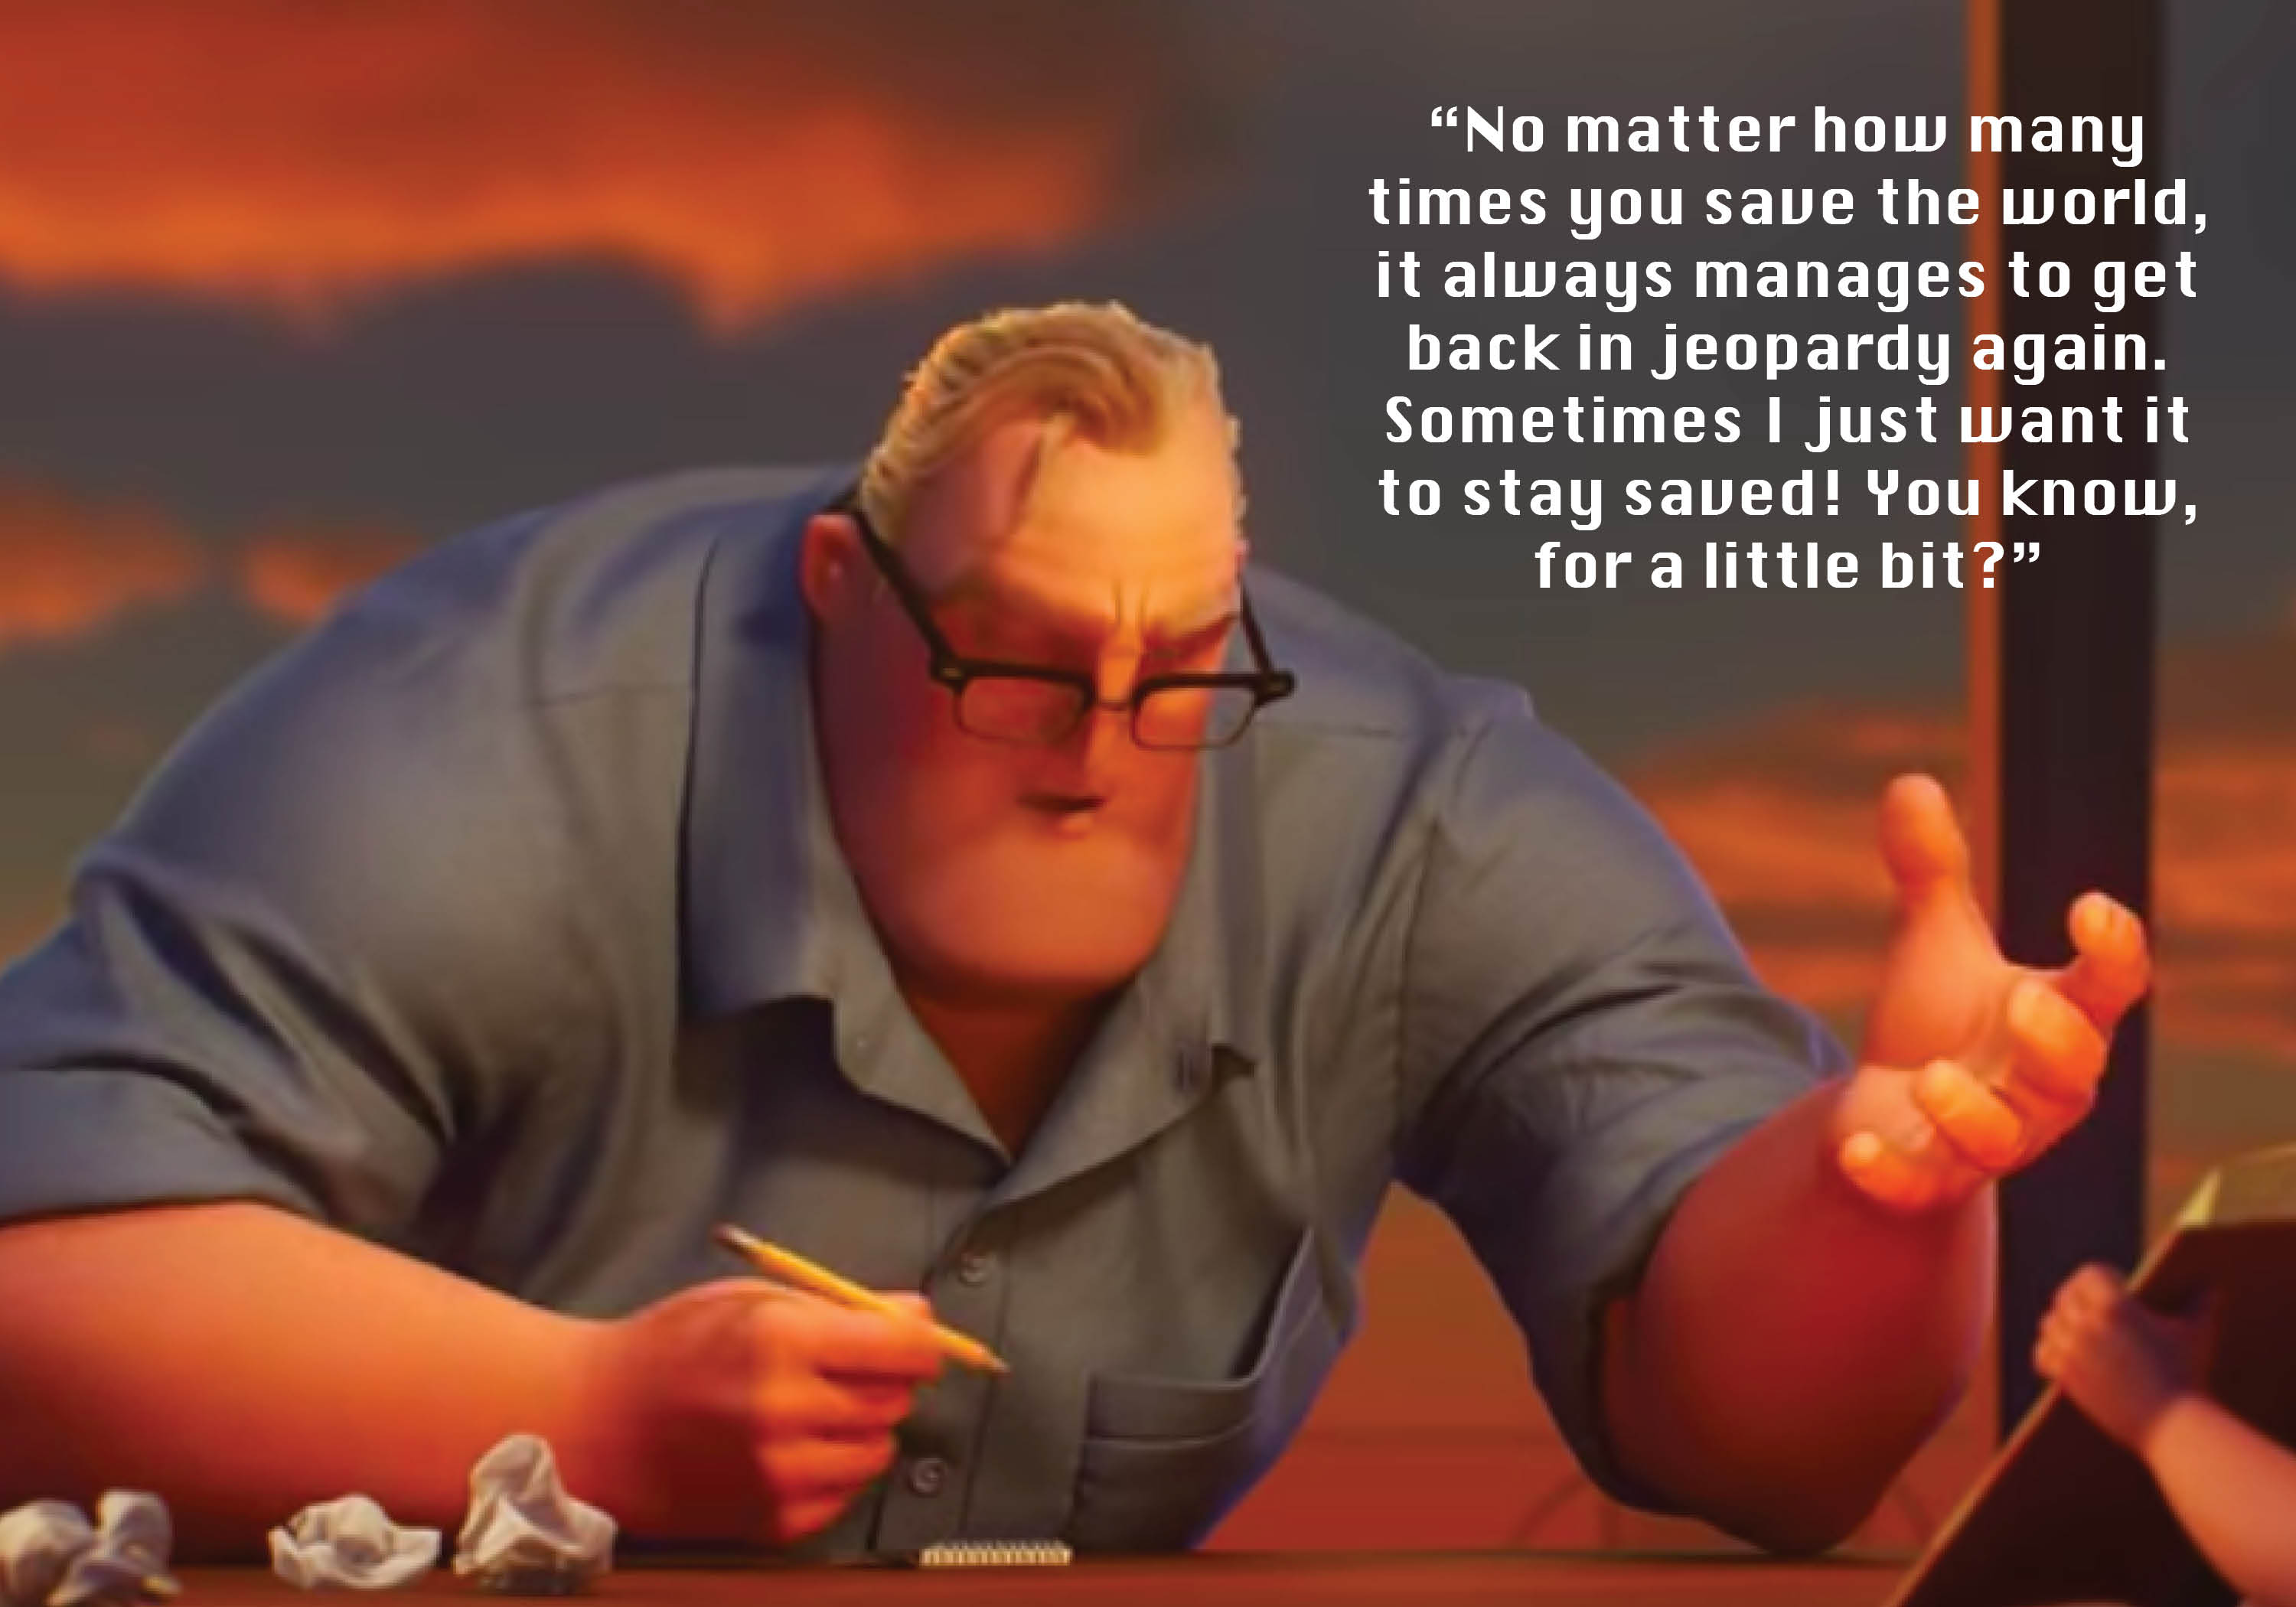 “No matter how many
times you save the world,
it always manages to get
back in jeopardy again.
Sometimes I just want it
to stay saved! You know,
for a little bit?”